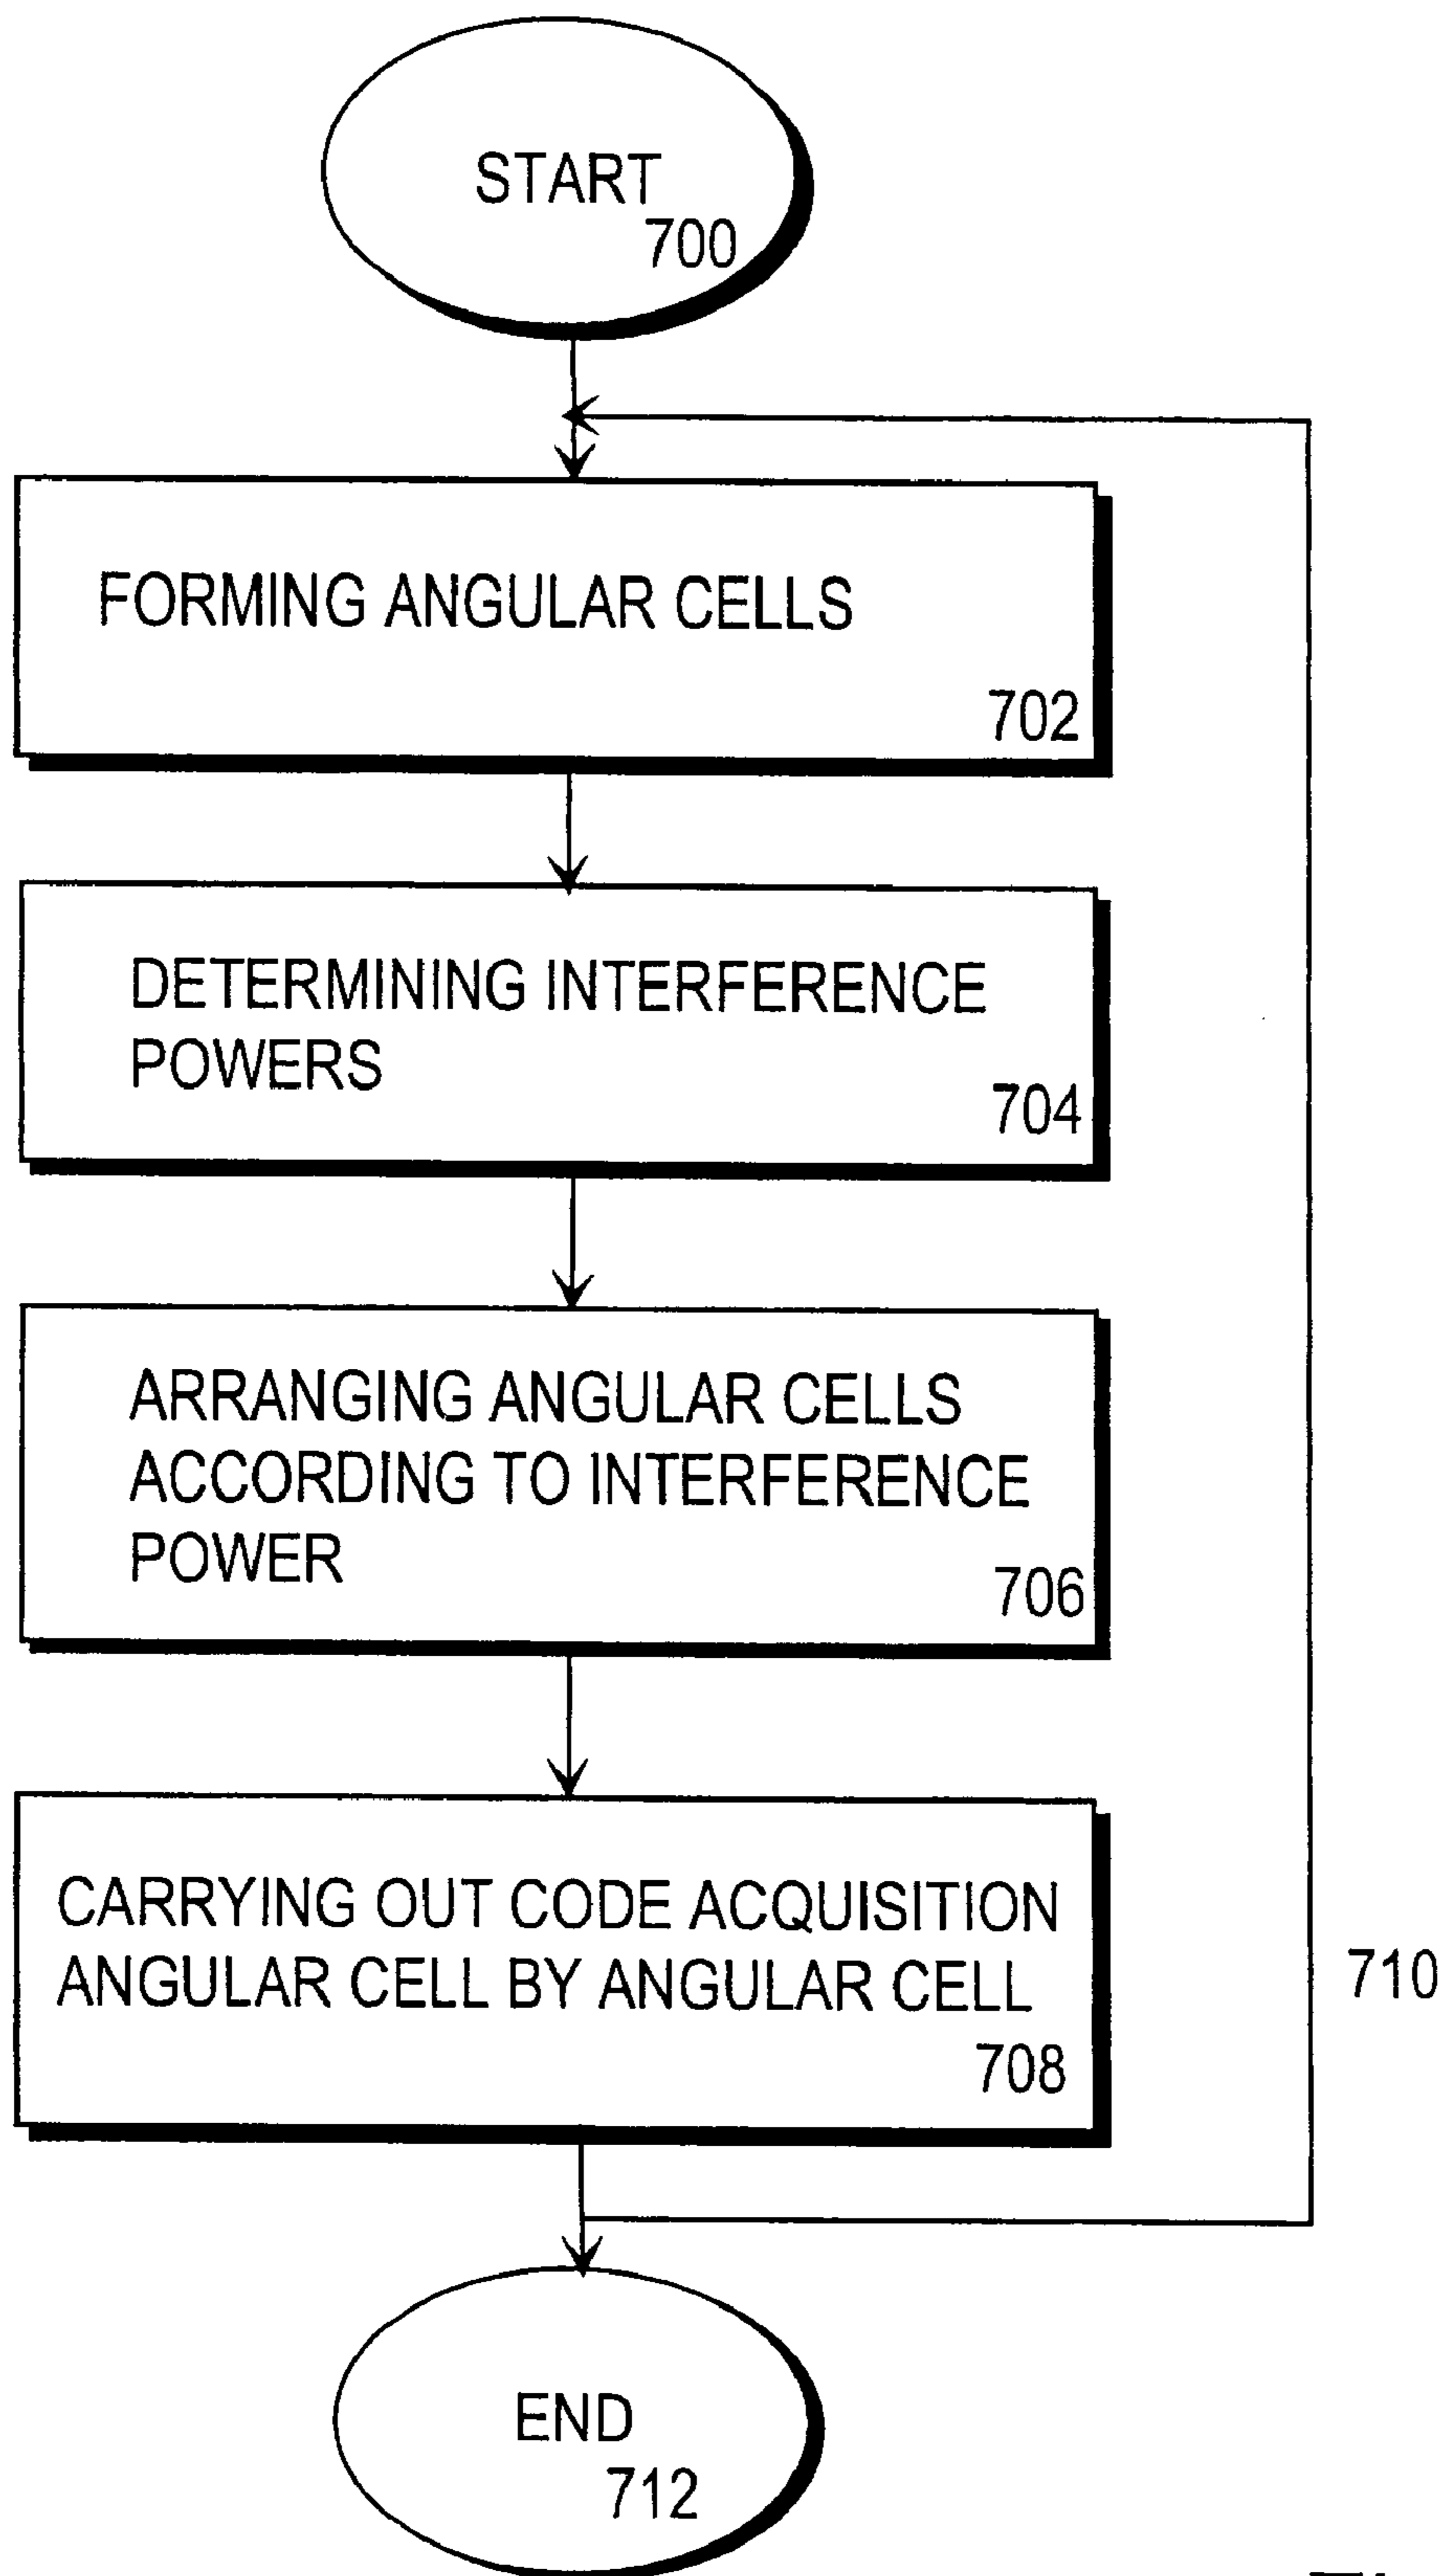 START
700
FORMING ANGULAR CELLS
702
DETERMINING INTERFERENCE
POWERS
704
ARRANGING ANGULAR CELLS
ACCORDING TO INTERFERENCE
POWER
706
CARRYING OUT CODE ACQUISITION
ANGULAR CELL BY ANGULAR CELL
708
710
END
712